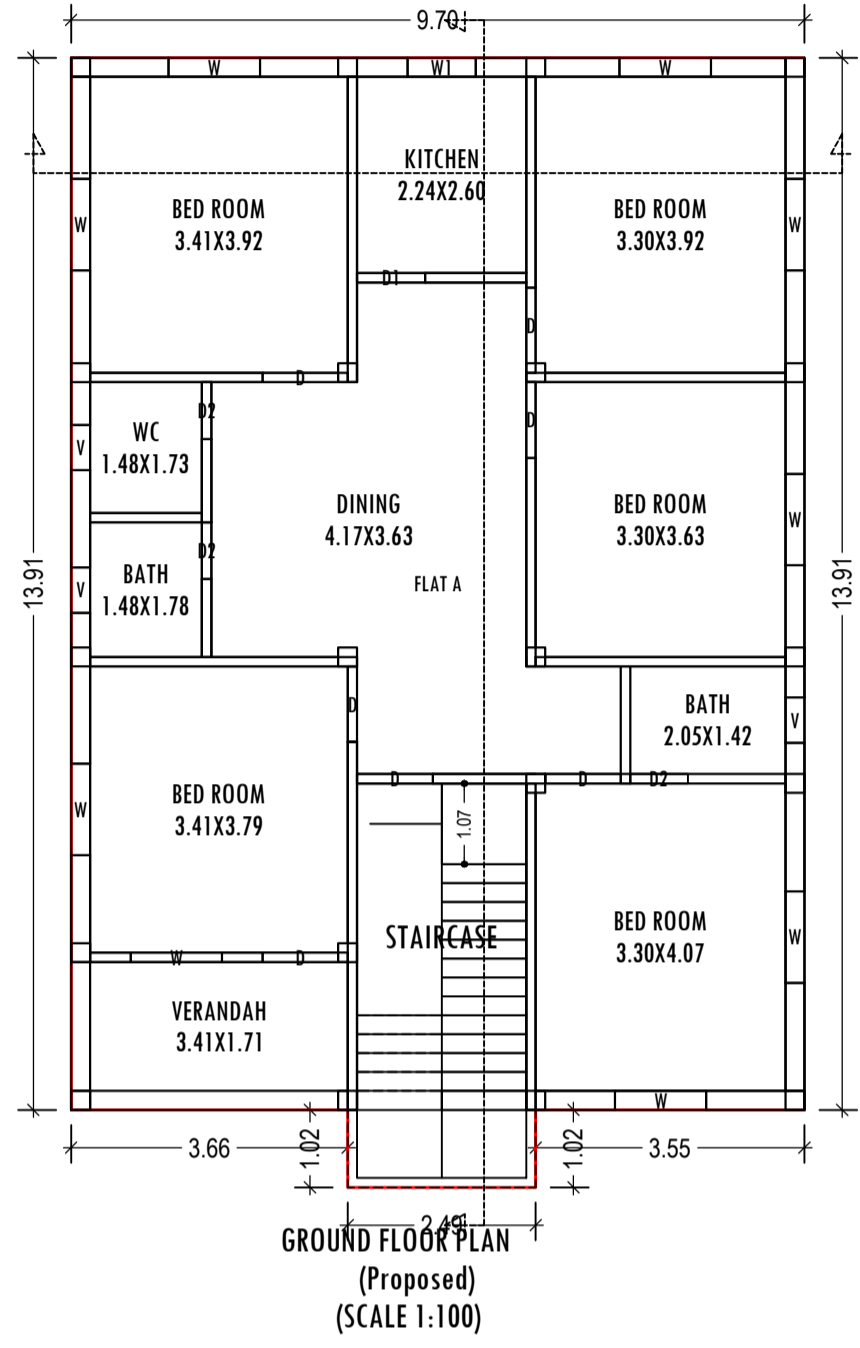 9.70
W
W1
W
KITCHEN
2.24X2.60
BED ROOM
3.41X3.92
BED ROOM
3.30X3.92
W
W
D1
D
D
D2
D
WC
1.48X1.73
V
DINING
4.17X3.63
BED ROOM
3.30X3.63
W
D2
BATH
1.48X1.78
V
FLAT A
13.91
13.91
D
BATH
2.05X1.42
V
D
D
D2
BED ROOM
3.41X3.79
W
1.07
STAIRCASE
BED ROOM
3.30X4.07
W
W
D
VERANDAH
3.41X1.71
W
3.66
1.02
1.02
3.55
2.49
GROUND FLOOR PLAN
(Proposed)
(SCALE 1:100)